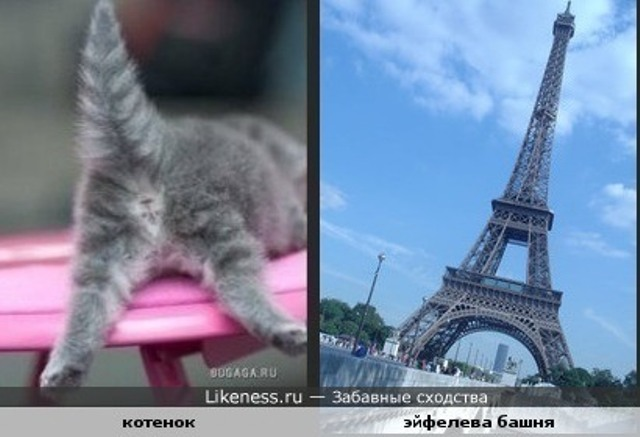 BUGAGA.RU
Likeness.ru — Забавные сходства
котенок
эйфелева башня